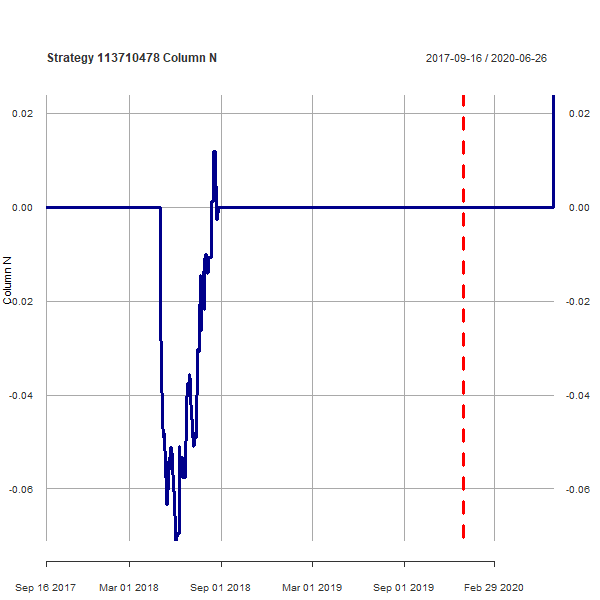 Strategy 113710478 Column N
2017-09-16 / 2020-06-26
0.02
0.02
0.00
0.00
Column N
-0.02
-0.02
-0.04
-0.04
-0.06
-0.06
Sep 16 2017
Mar 01 2018
Sep 01 2018
Mar 01 2019
Sep 01 2019
Feb 29 2020